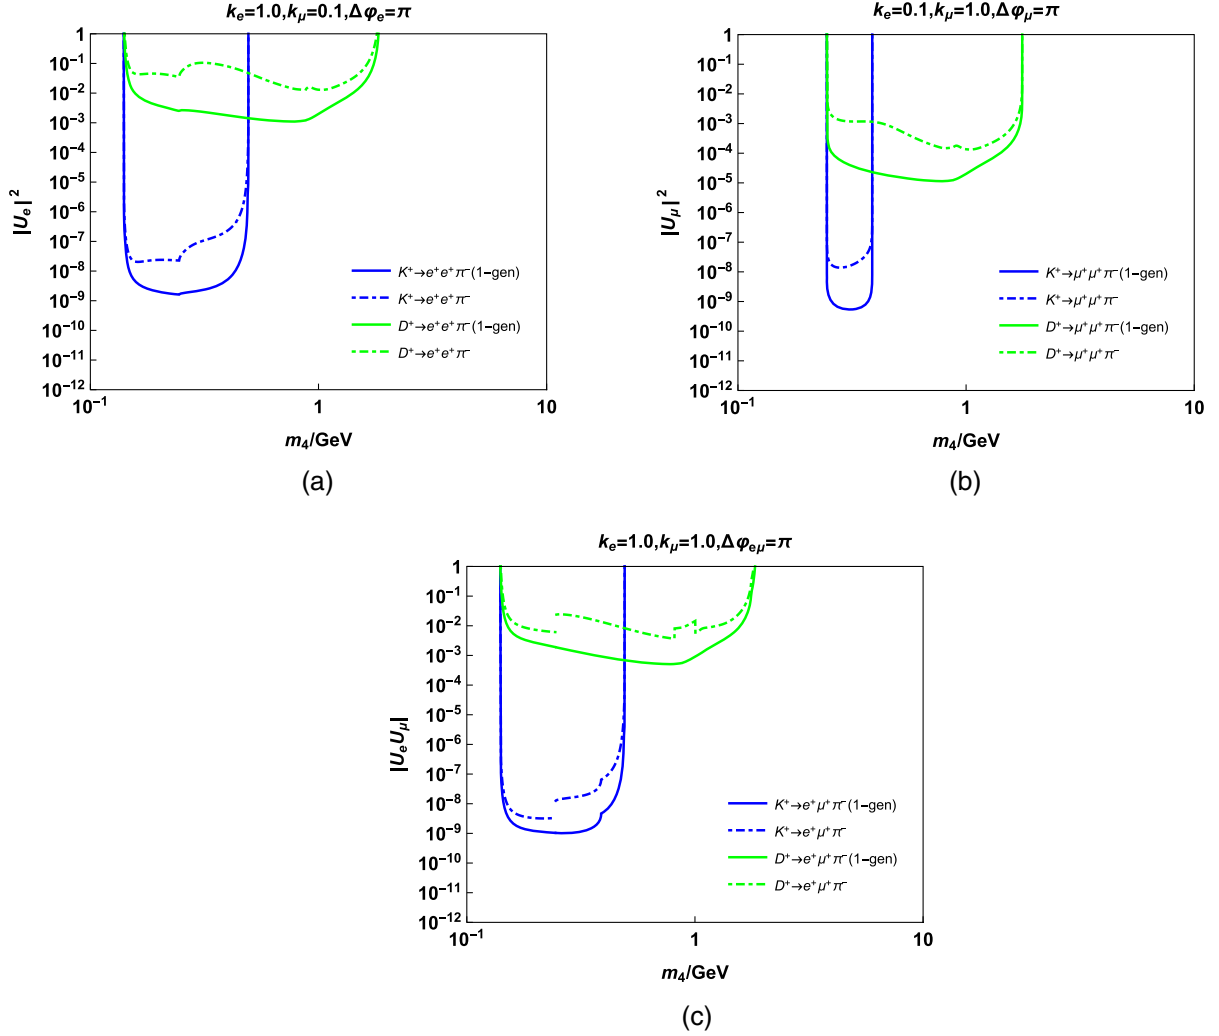 kₑ=1.0,k_μ=0.1,Δφₑ=π
1
10⁻¹
10⁻²
10⁻³
10⁻⁴
10⁻⁵
10⁻⁶
10⁻⁷
10⁻⁸
10⁻⁹
10⁻¹⁰
10⁻¹¹
10⁻¹²
|Uₑ|²
K⁺→e⁺e⁺π⁻(1−gen)
K⁺→e⁺e⁺π⁻
D⁺→e⁺e⁺π⁻(1−gen)
D⁺→e⁺e⁺π⁻
10⁻¹ 1 10
m₄/GeV
(a)
kₑ=0.1,k_μ=1.0,Δφ_μ=π
1
10⁻¹
10⁻²
10⁻³
10⁻⁴
10⁻⁵
10⁻⁶
10⁻⁷
10⁻⁸
10⁻⁹
10⁻¹⁰
10⁻¹¹
10⁻¹²
|U_μ|²
K⁺→μ⁺μ⁺π⁻(1−gen)
K⁺→μ⁺μ⁺π⁻
D⁺→μ⁺μ⁺π⁻(1−gen)
D⁺→μ⁺μ⁺π⁻
10⁻¹ 1 10
m₄/GeV
(b)
kₑ=1.0,k_μ=1.0,Δφ_eμ=π
1
10⁻¹
10⁻²
10⁻³
10⁻⁴
10⁻⁵
10⁻⁶
10⁻⁷
10⁻⁸
10⁻⁹
10⁻¹⁰
10⁻¹¹
10⁻¹²
|UₑU_μ|
K⁺→e⁺μ⁺π⁻(1−gen)
K⁺→e⁺μ⁺π⁻
D⁺→e⁺μ⁺π⁻(1−gen)
D⁺→e⁺μ⁺π⁻
10⁻¹ 1 10
m₄/GeV
(c)